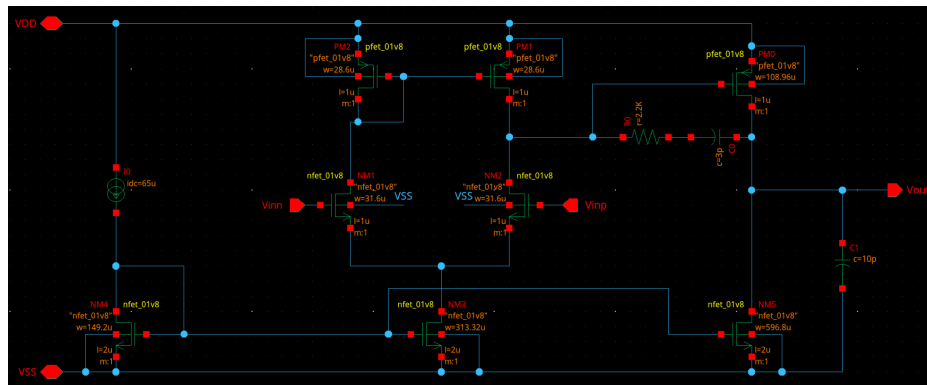 VDD
PM2 pfet_01v8
"pfet_01v8"
w=28.6u
l=1u
m:1
pfet_01v8 PM1
"pfet_01v8"
w=28.6u
l=1u
m:1
pfet_01v8 PM0
"pfet_01v8"
w=108.96u
l=1u
m:1
R0
r=2.2K
c=3p
C0
I0
idc=65u
nfet_01v8
NM1
"nfet_01v8"
w=31.6u
VSS
l=1u
m:1
Vinn
nfet_01v8
NM2
"nfet_01v8"
VSS
w=31.6u
l=1u
m:1
Vinp
Vout
C1
c=10p
NM4 nfet_01v8
"nfet_01v8"
w=149.2u
l=2u
m:1
nfet_01v8
NM3
"nfet_01v8"
w=313.32u
l=2u
m:1
nfet_01v8
NM5
"nfet_01v8"
w=596.8u
l=2u
m:1
VSS